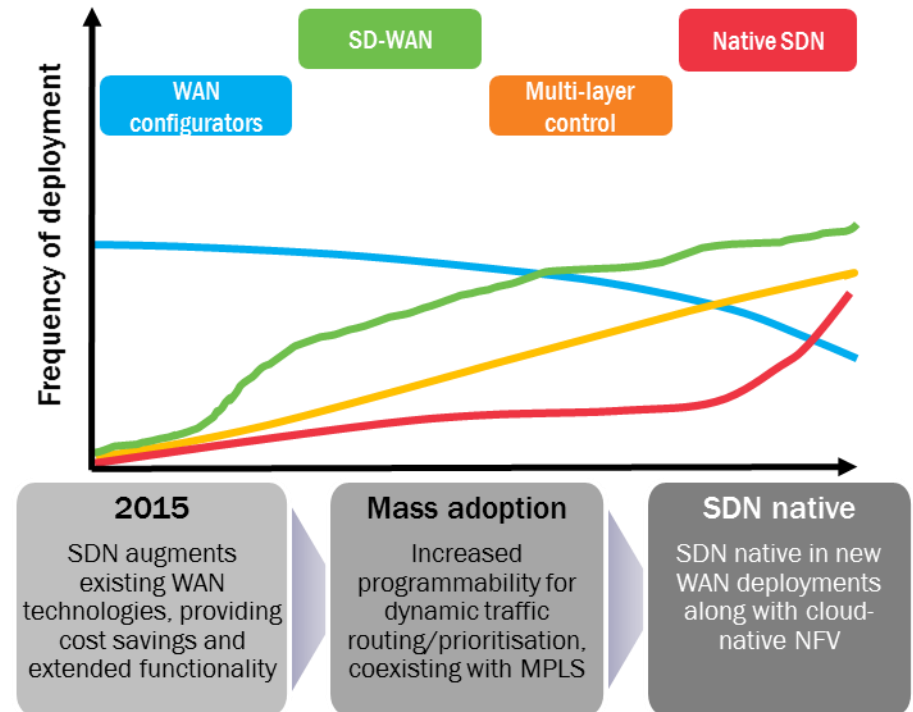 Frequency of deployment
SD-WAN
Native SDN
WAN
configurators
Multi-layer
control
2015
SDN augments
existing WAN
technologies, providing
cost savings and
extended functionality
Mass adoption
Increased
programmability for
dynamic traffic
routing/prioritisation,
coexisting with MPLS
SDN native
SDN native in new
WAN deployments
along with cloud-
native NFV